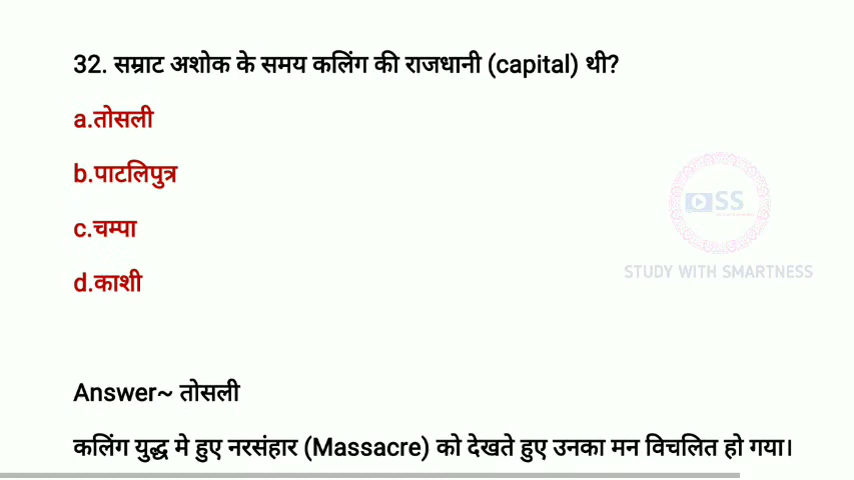 32. सम्राट अशोक के समय कलिंग की राजधानी (capital) थी?
a.तोसली
b.पाटलिपुत्र
SS
c.चम्पा
STUDY WITH SMARTNESS
d.काशी
Answer~ तोसली
कलिंग युद्ध मे हुए नरसंहार (Massacre) को देखते हुए उनका मन विचलित हो गया।